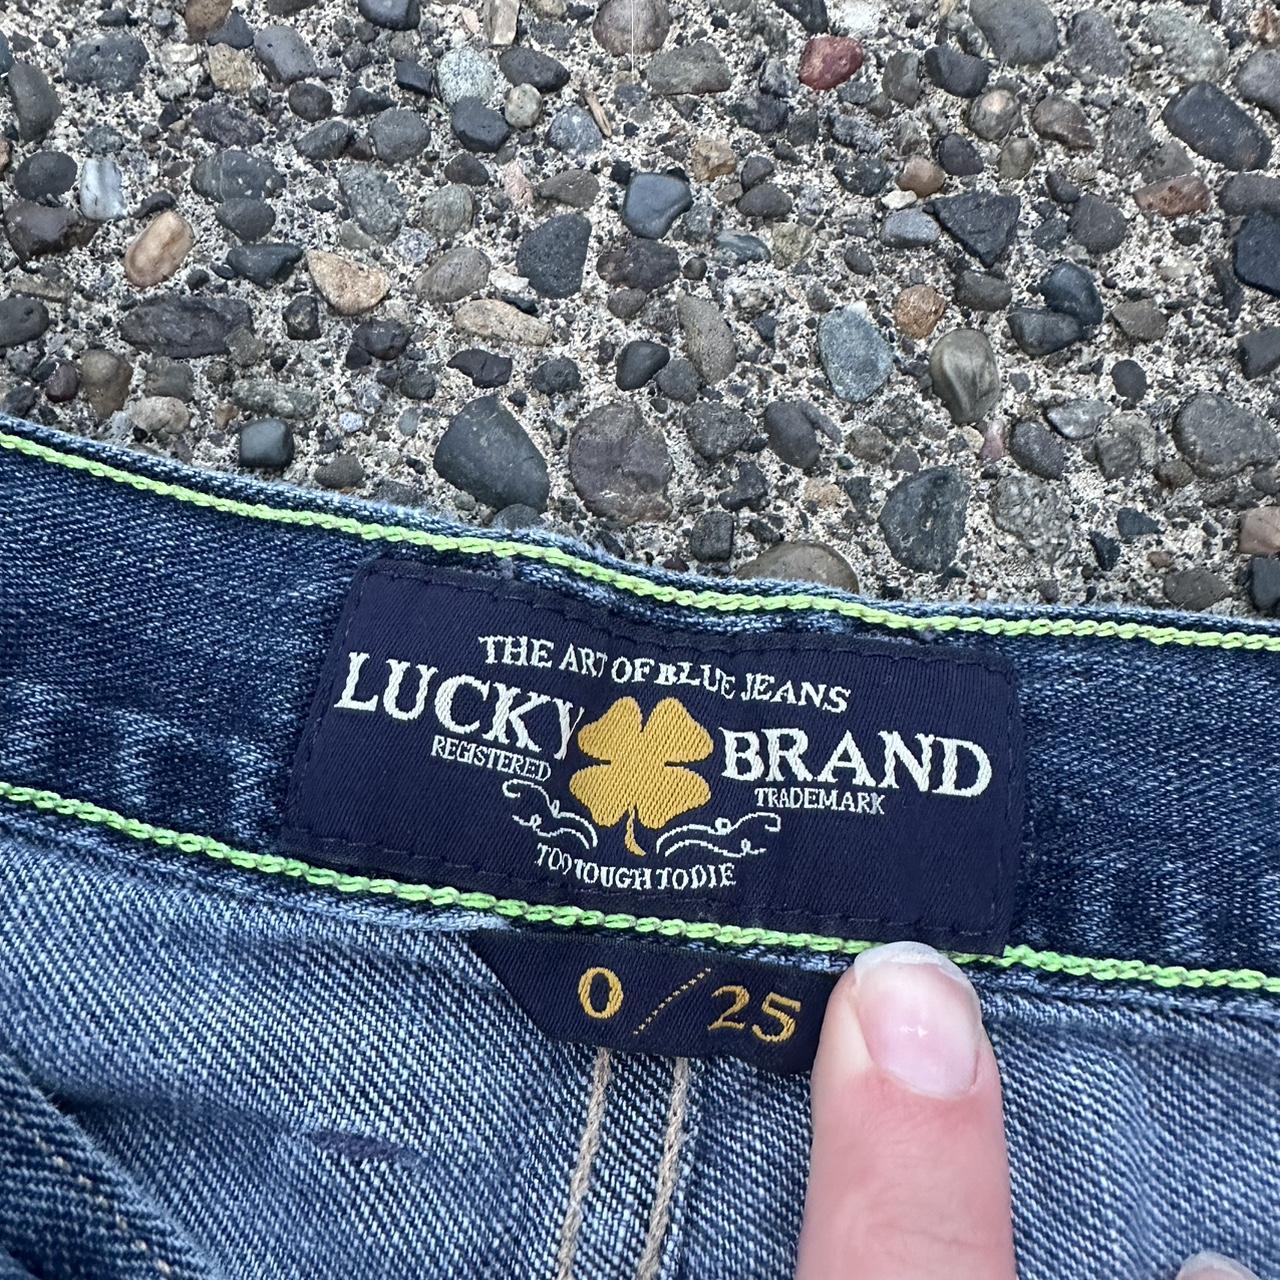 THE ART OF BLUE JEANS
LUCKY BRAND
REGISTERED TRADEMARK
TOO TOUGH TO DIE
0/25